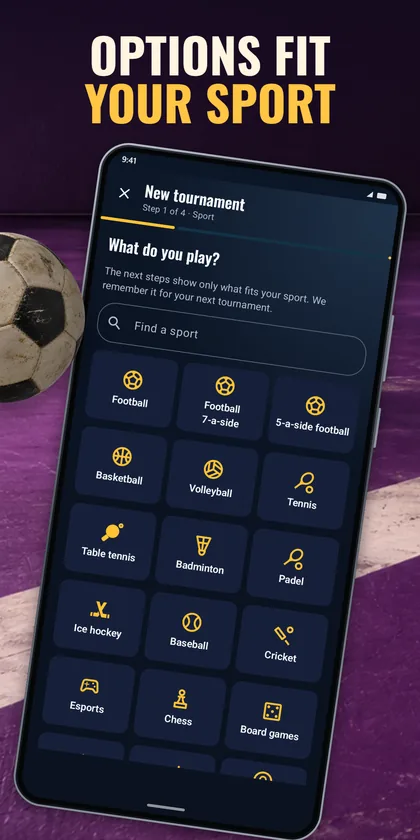 OPTIONS FIT
YOUR SPORT
9:41
New tournament
Step 1 of 4 · Sport
What do you play?
The next steps show only what fits your sport. We
remember it for your next tournament.
Find a sport
Football
Football
7-a-side
5-a-side football
Basketball
Volleyball
Tennis
Table tennis
Badminton
Padel
Ice hockey
Baseball
Cricket
Esports
Chess
Board games